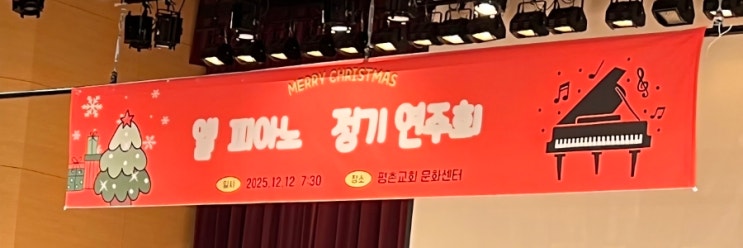 MERRY CHRISTMAS
열 피아노 정기 연주회
일시 2025.12.12 7:30 장소 평촌교회 문화센터